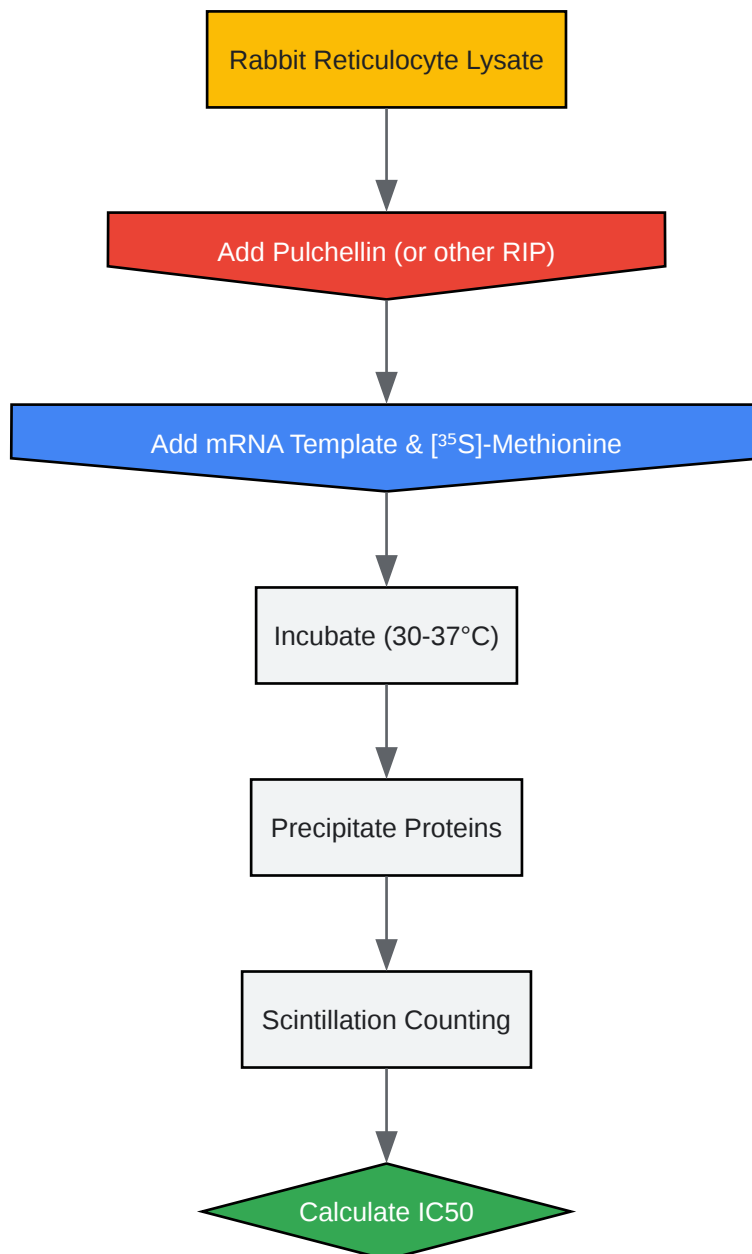 Rabbit Reticulocyte Lysate
Add Pulchellin (or other RIP)
Add mRNA Template & [³⁵S]-Methionine
Incubate (30-37°C)
Precipitate Proteins
Scintillation Counting
Calculate IC50